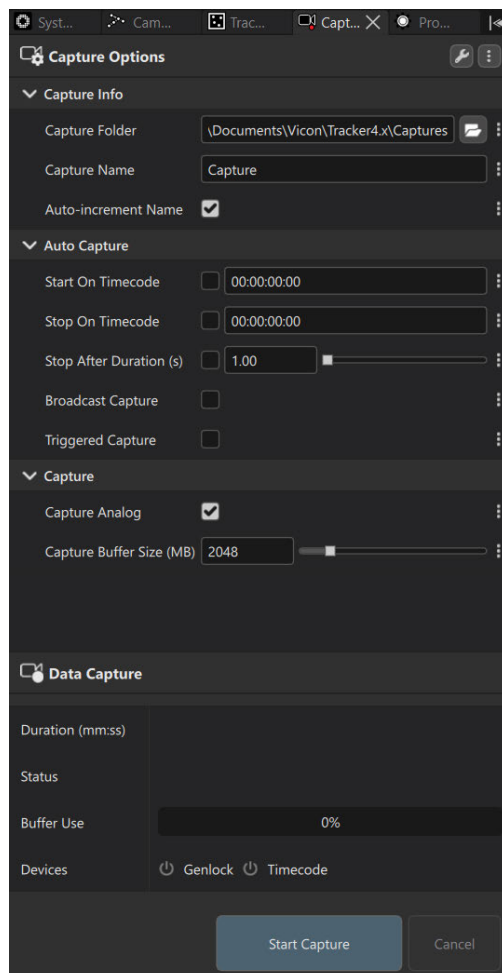 Syst... Cam... Trac... Capt... Pro...
Capture Options
Capture Info
Capture Folder \Documents\Vicon\Tracker4.x\Captures
Capture Name Capture
Auto-increment Name
Auto Capture
Start On Timecode 00:00:00:00
Stop On Timecode 00:00:00:00
Stop After Duration (s) 1.00
Broadcast Capture
Triggered Capture
Capture
Capture Analog
Capture Buffer Size (MB) 2048
Data Capture
Duration (mm:ss)
Status
Buffer Use 0%
Devices Genlock Timecode
Start Capture Cancel